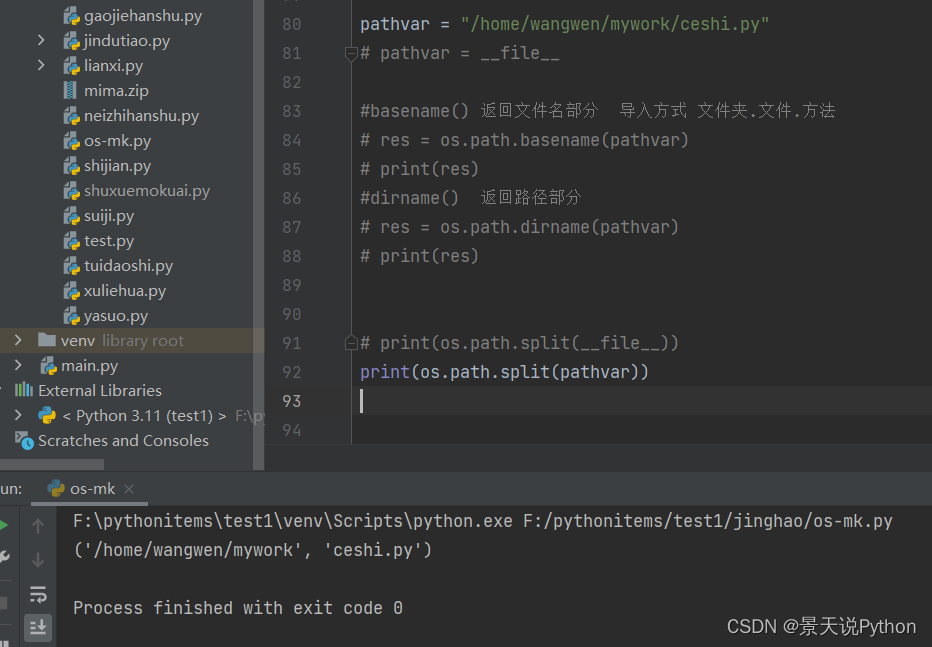 gaojiehanshu.py
jindutiao.py
lianxi.py
mima.zip
neizhihanshu.py
os-mk.py
shijian.py
shuxuemokuai.py
suiji.py
test.py
tuidaoshi.py
xuliehua.py
yasuo.py
venv library root
main.py
External Libraries
< Python 3.11 (test1) > F:\py
Scratches and Consoles
80 pathvar = "/home/wangwen/mywork/ceshi.py"
81 # pathvar = __file__
82
83 #basename() 返回文件名部分 导入方式 文件夹.文件.方法
84 # res = os.path.basename(pathvar)
85 # print(res)
86 #dirname() 返回路径部分
87 # res = os.path.dirname(pathvar)
88 # print(res)
89
90
91 # print(os.path.split(__file__))
92 print(os.path.split(pathvar))
93
94
un: os-mk
F:\pythonitems\test1\venv\Scripts\python.exe F:/pythonitems/test1/jinghao/os-mk.py
('/home/wangwen/mywork', 'ceshi.py')
Process finished with exit code 0
CSDN @景天说Python